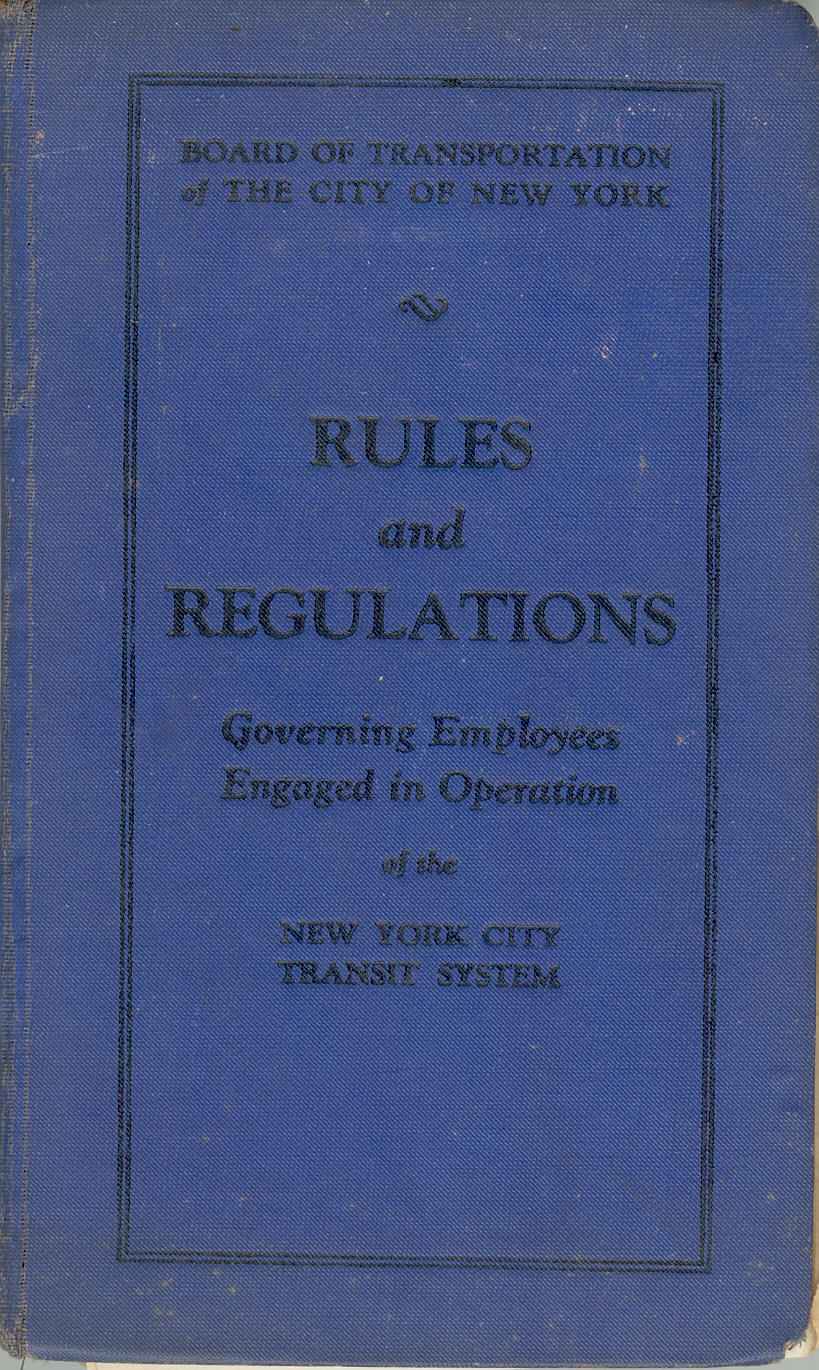 BOARD OF TRANSPORTATION
of THE CITY OF NEW YORK
RULES
and
REGULATIONS
Governing Employees
Engaged in Operation
of the
NEW YORK CITY
TRANSIT SYSTEM